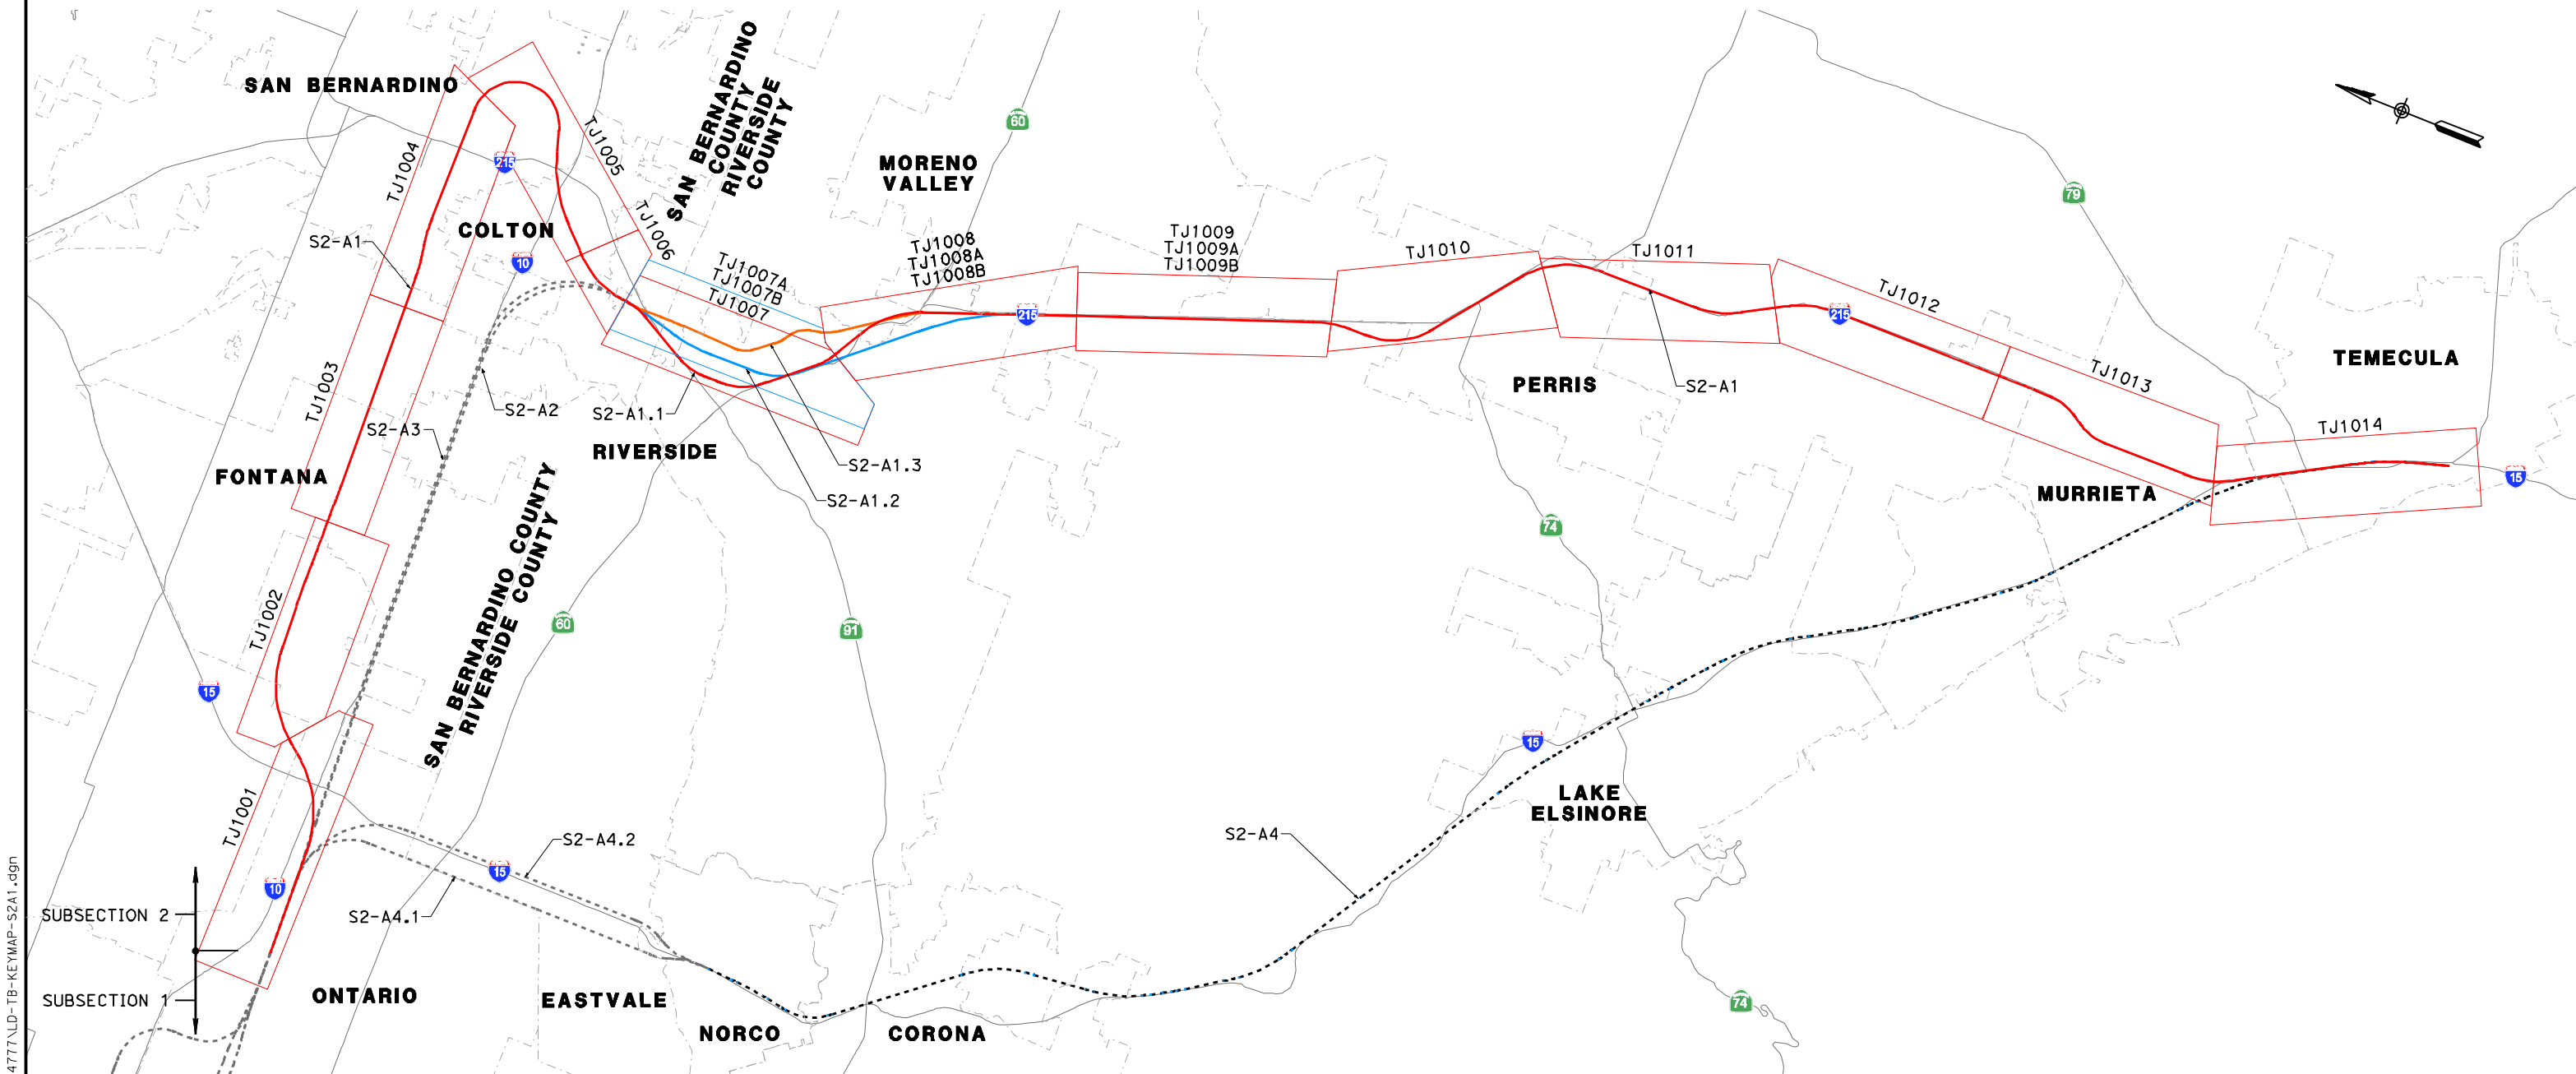 SAN BERNARDINO
SAN BERNARDINO
COUNTY
RIVERSIDE
COUNTY
MORENO
VALLEY
60
79
TJ1004
215
TJ1005
COLTON
S2-A1
10
TJ1006
TJ1007A
TJ1007B
TJ1007
TJ1008
TJ1008A
TJ1008B
215
TJ1009
TJ1009A
TJ1009B
TJ1010
TJ1011
TJ1012
215
TJ1013
TEMECULA
PERRIS
S2-A1
TJ1003
S2-A2
S2-A1.1
S2-A3
RIVERSIDE
S2-A1.3
S2-A1.2
FONTANA
TJ1014
15
MURRIETA
74
SAN BERNARDINO COUNTY
RIVERSIDE COUNTY
TJ1002
60
91
15
15
LAKE
ELSINORE
TJ1001
S2-A4
S2-A4.2
15
10
S2-A4.1
SUBSECTION 2
SUBSECTION 1
ONTARIO
EASTVALE
NORCO
CORONA
74
4777\LD-TB-KEYMAP-S2A1.dgn